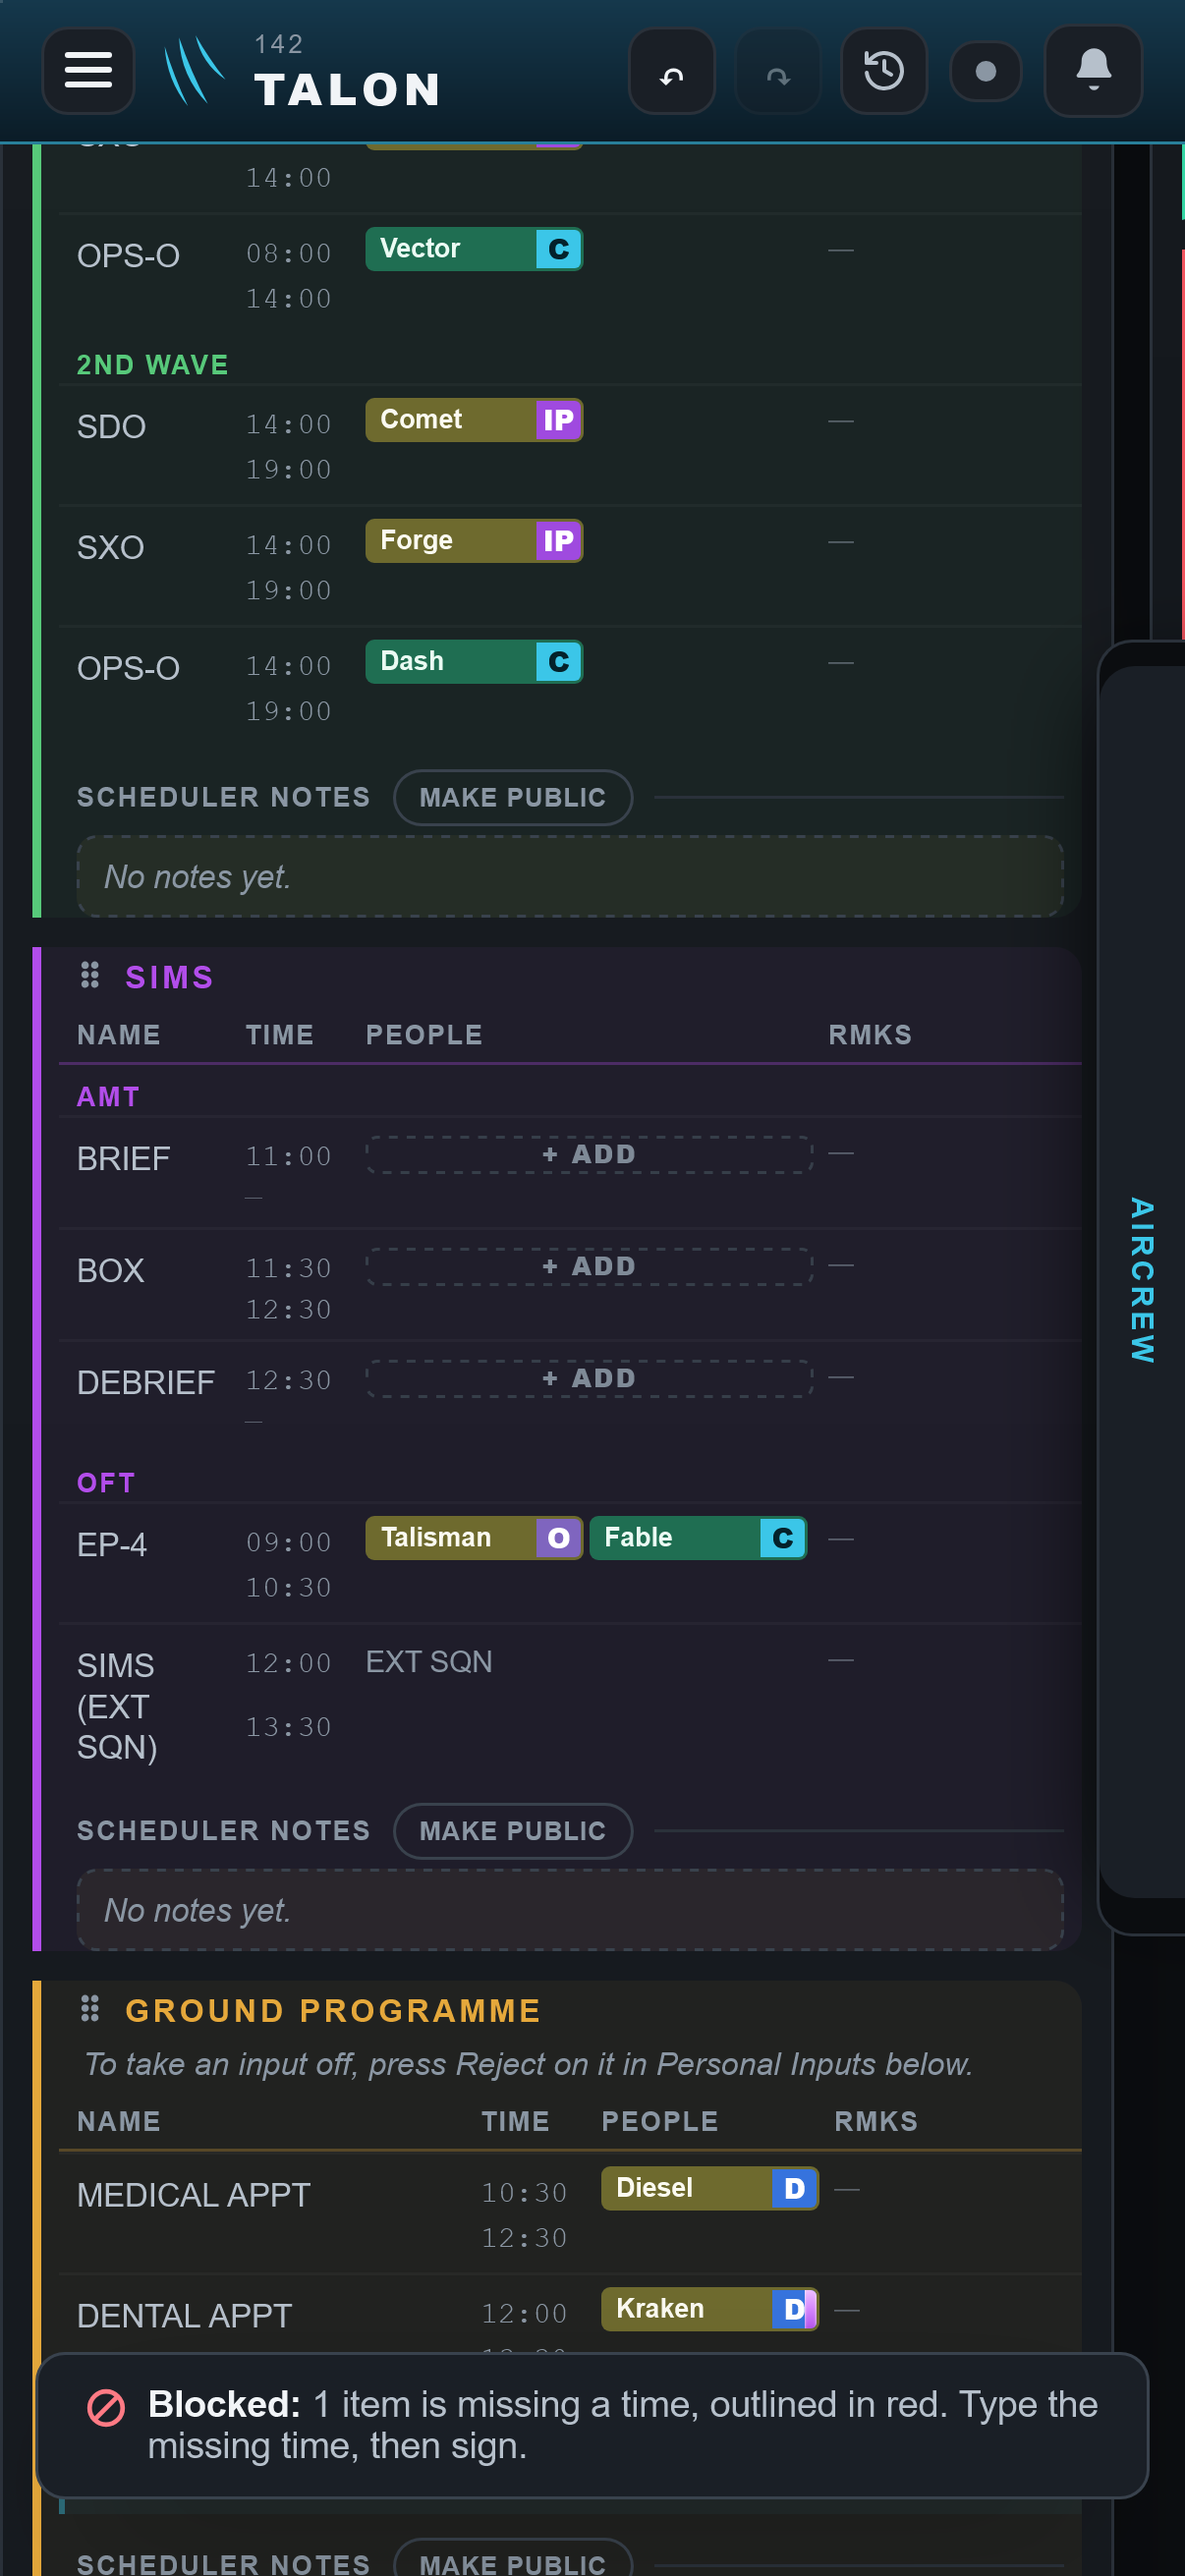 142
TALON
14:00
OPS-O 08:00 Vector C —
14:00
2ND WAVE
SDO 14:00 Comet IP —
19:00
SXO 14:00 Forge IP —
19:00
OPS-O 14:00 Dash C —
19:00
SCHEDULER NOTES MAKE PUBLIC
No notes yet.
SIMS
NAME TIME PEOPLE RMKS
AMT
BRIEF 11:00 + ADD —
—
BOX 11:30 + ADD —
12:30
DEBRIEF 12:30 + ADD —
—
OFT
EP-4 09:00 Talisman O Fable C —
10:30
SIMS 12:00 EXT SQN —
(EXT
13:30
SQN)
SCHEDULER NOTES MAKE PUBLIC
No notes yet.
AIRCREW
GROUND PROGRAMME
To take an input off, press Reject on it in Personal Inputs below.
NAME TIME PEOPLE RMKS
MEDICAL APPT 10:30 Diesel D —
12:30
DENTAL APPT 12:00 Kraken D —
Blocked: 1 item is missing a time, outlined in red. Type the
missing time, then sign.
SCHEDULER NOTES MAKE PUBLIC